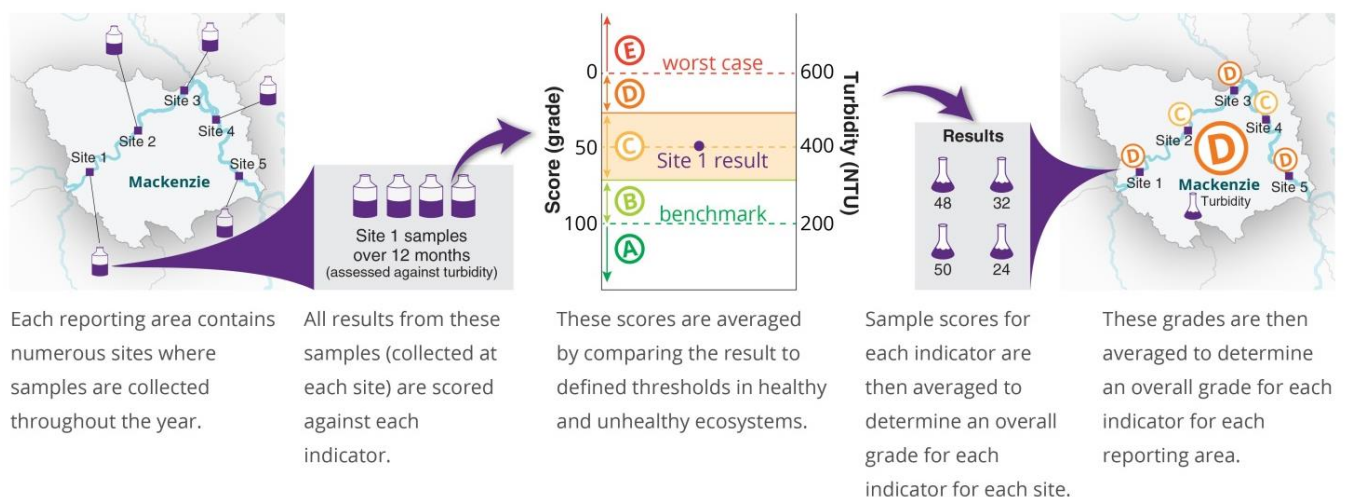 Site 1
Site 2
Site 3
Site 4
Site 5
Mackenzie
Site 1 samples
over 12 months
(assessed against turbidity)
Score (grade)
0
50
100
E
D
C
B
A
worst case
Site 1 result
benchmark
600
400
200
Turbidity (NTU)
Results
48 32
50 24
D
Site 1
C
Site 2
D
Site 3
C
Site 4
D
Site 5
D
Mackenzie
Turbidity
Each reporting area contains
numerous sites where
samples are collected
throughout the year.
All results from these
samples (collected at
each site) are scored
against each
indicator.
These scores are averaged
by comparing the result to
defined thresholds in healthy
and unhealthy ecosystems.
Sample scores for
each indicator are
then averaged to
determine an overall
grade for each
indicator for each site.
These grades are then
averaged to determine
an overall grade for each
indicator for each
reporting area.